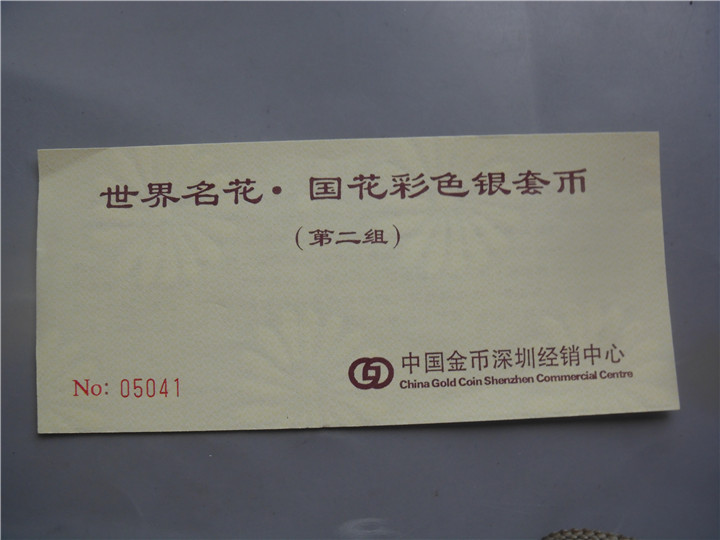 世界名花·国花彩色银套币
（第二组）
No: 05041
中国金币深圳经销中心
China Gold Coin Shenzhen Commercial Centre